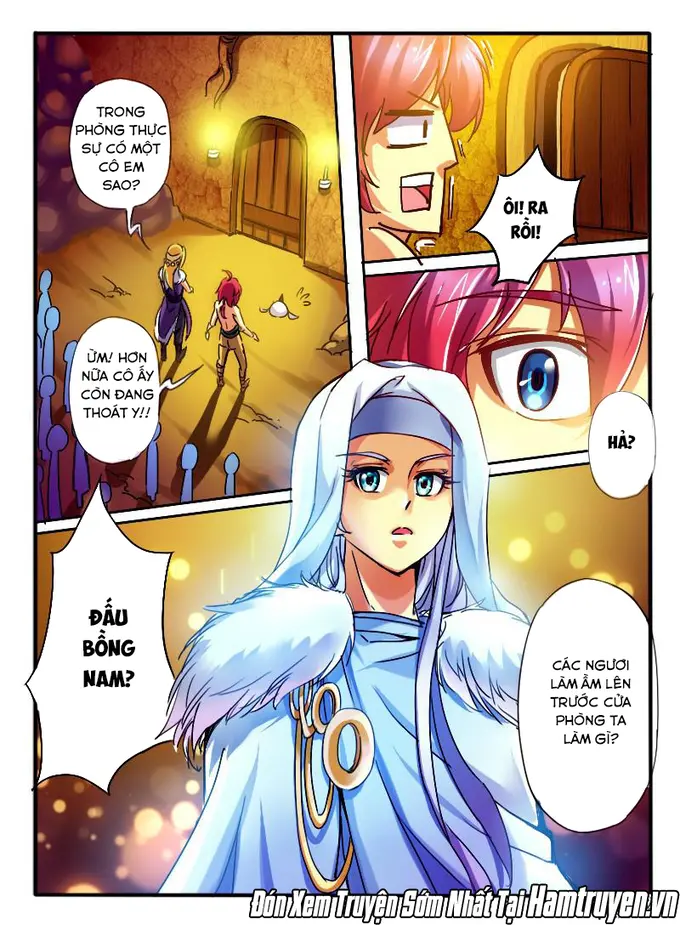 TRONG
PHÒNG THỰC
SỰ CÓ MỘT
CÔ EM
SAO?
ÔI! RA
RỒI!
ỪM! HƠN
NỮA CÔ ẤY
CÒN ĐANG
THOÁT Y!!
HẢ?
ĐẤU
BỒNG
NAM?
CÁC NGƯƠI
LÀM ẦM LÊN
TRƯỚC CỬA
PHÒNG TA
LÀM GÌ?
Đón Xem Truyện Sớm Nhất Tại Hamtruyen.vn